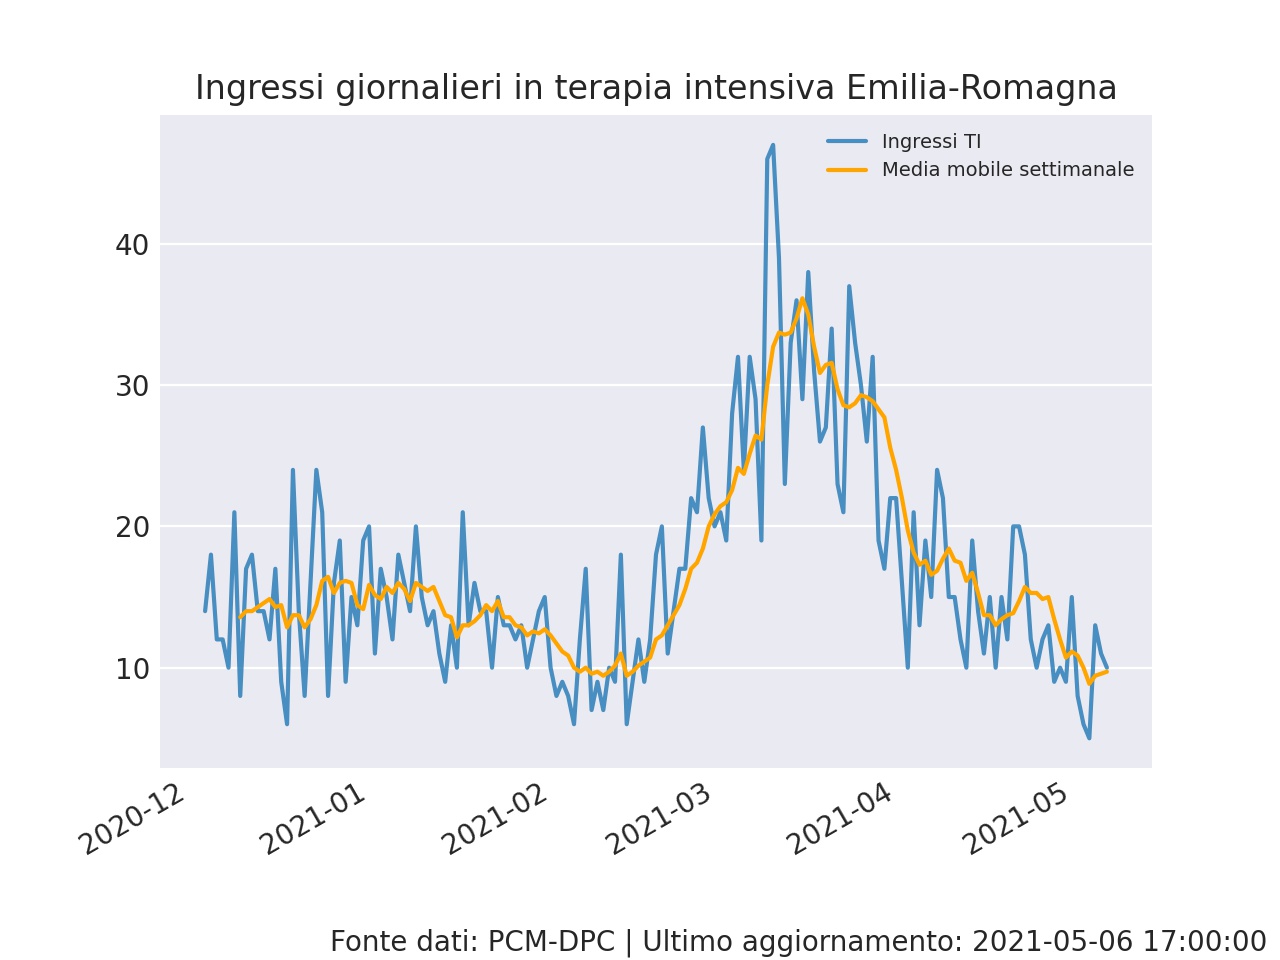 Ingressi giornalieri in terapia intensiva Emilia-Romagna
Ingressi TI
Media mobile settimanale
40
30
20
10
2020-12
2021-01
2021-02
2021-03
2021-04
2021-05
Fonte dati: PCM-DPC | Ultimo aggiornamento: 2021-05-06 17:00:00